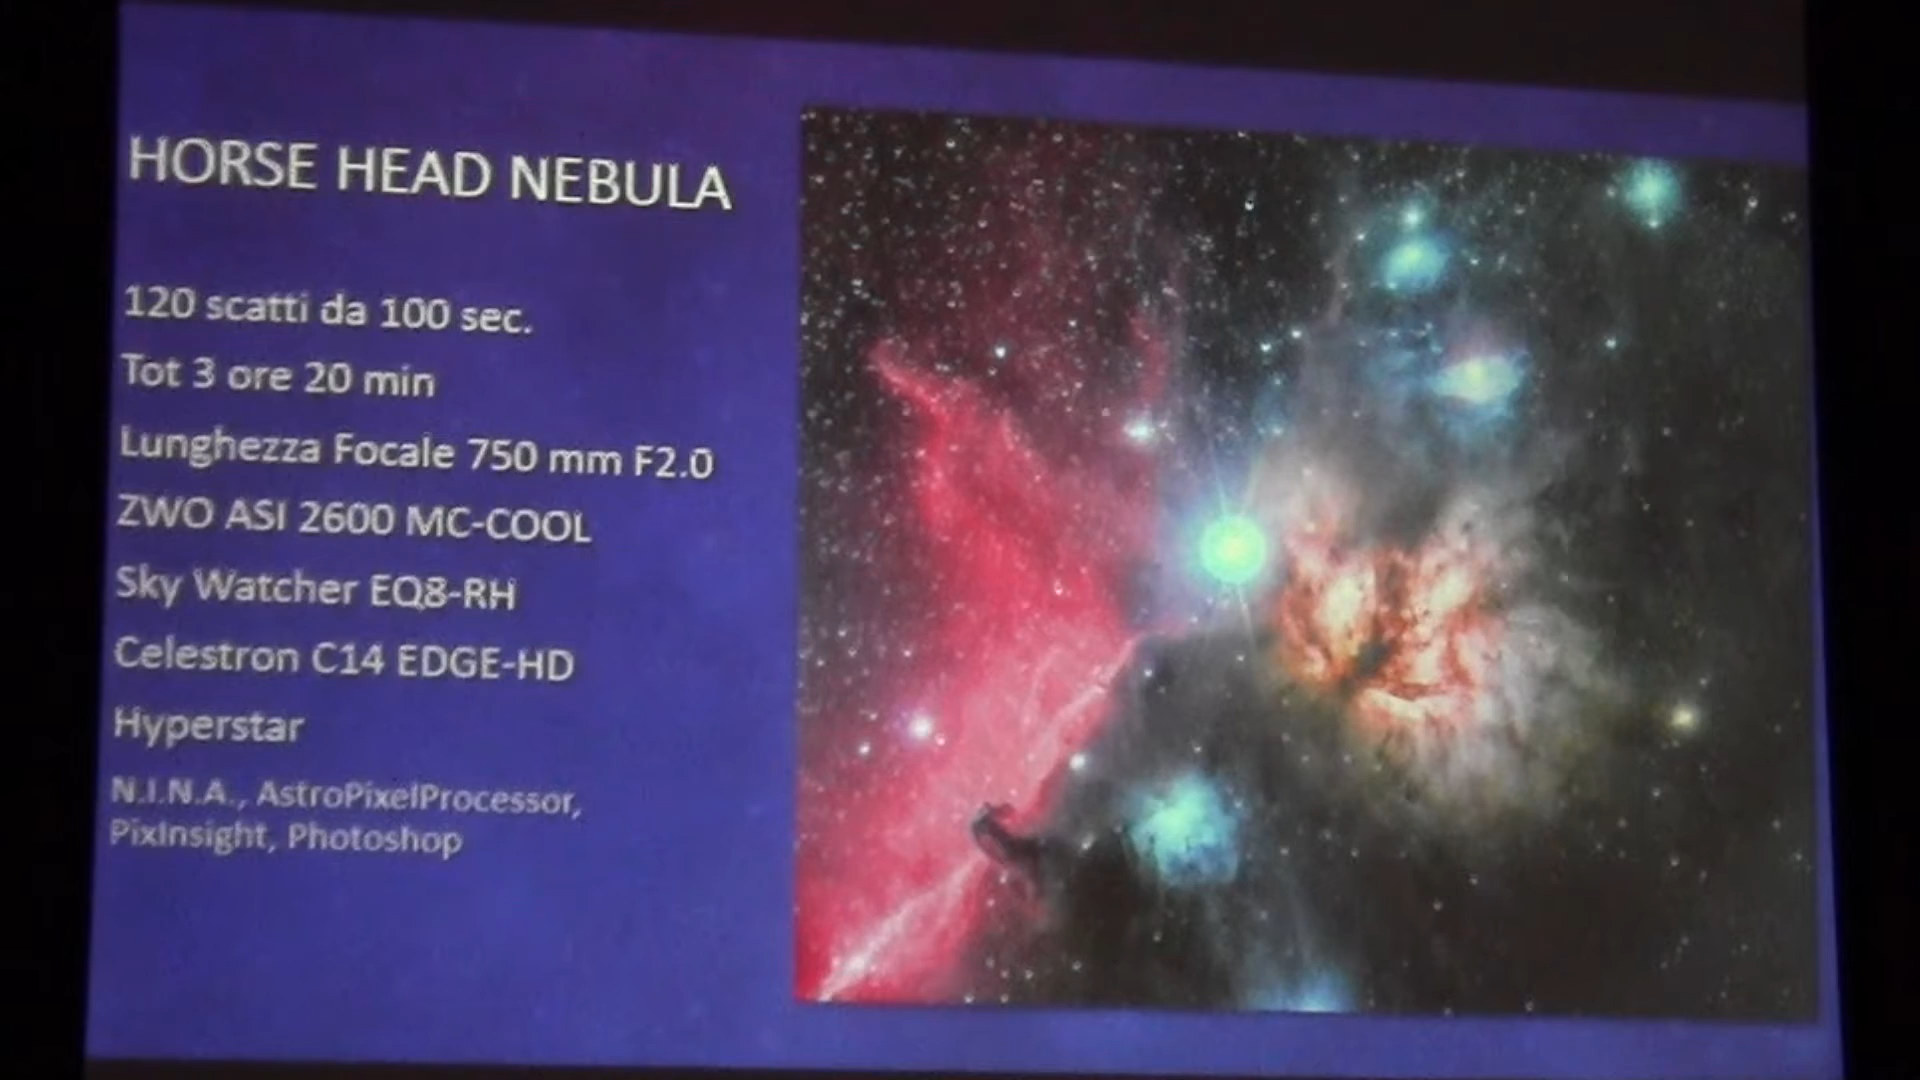 HORSE HEAD NEBULA
120 scatti da 100 sec.
Tot 3 ore 20 min
Lunghezza Focale 750 mm F2.0
ZWO ASI 2600 MC-COOL
Sky Watcher EQ8-RH
Celestron C14 EDGE-HD
Hyperstar
N.I.N.A., AstroPixelProcessor,
PixInsight, Photoshop